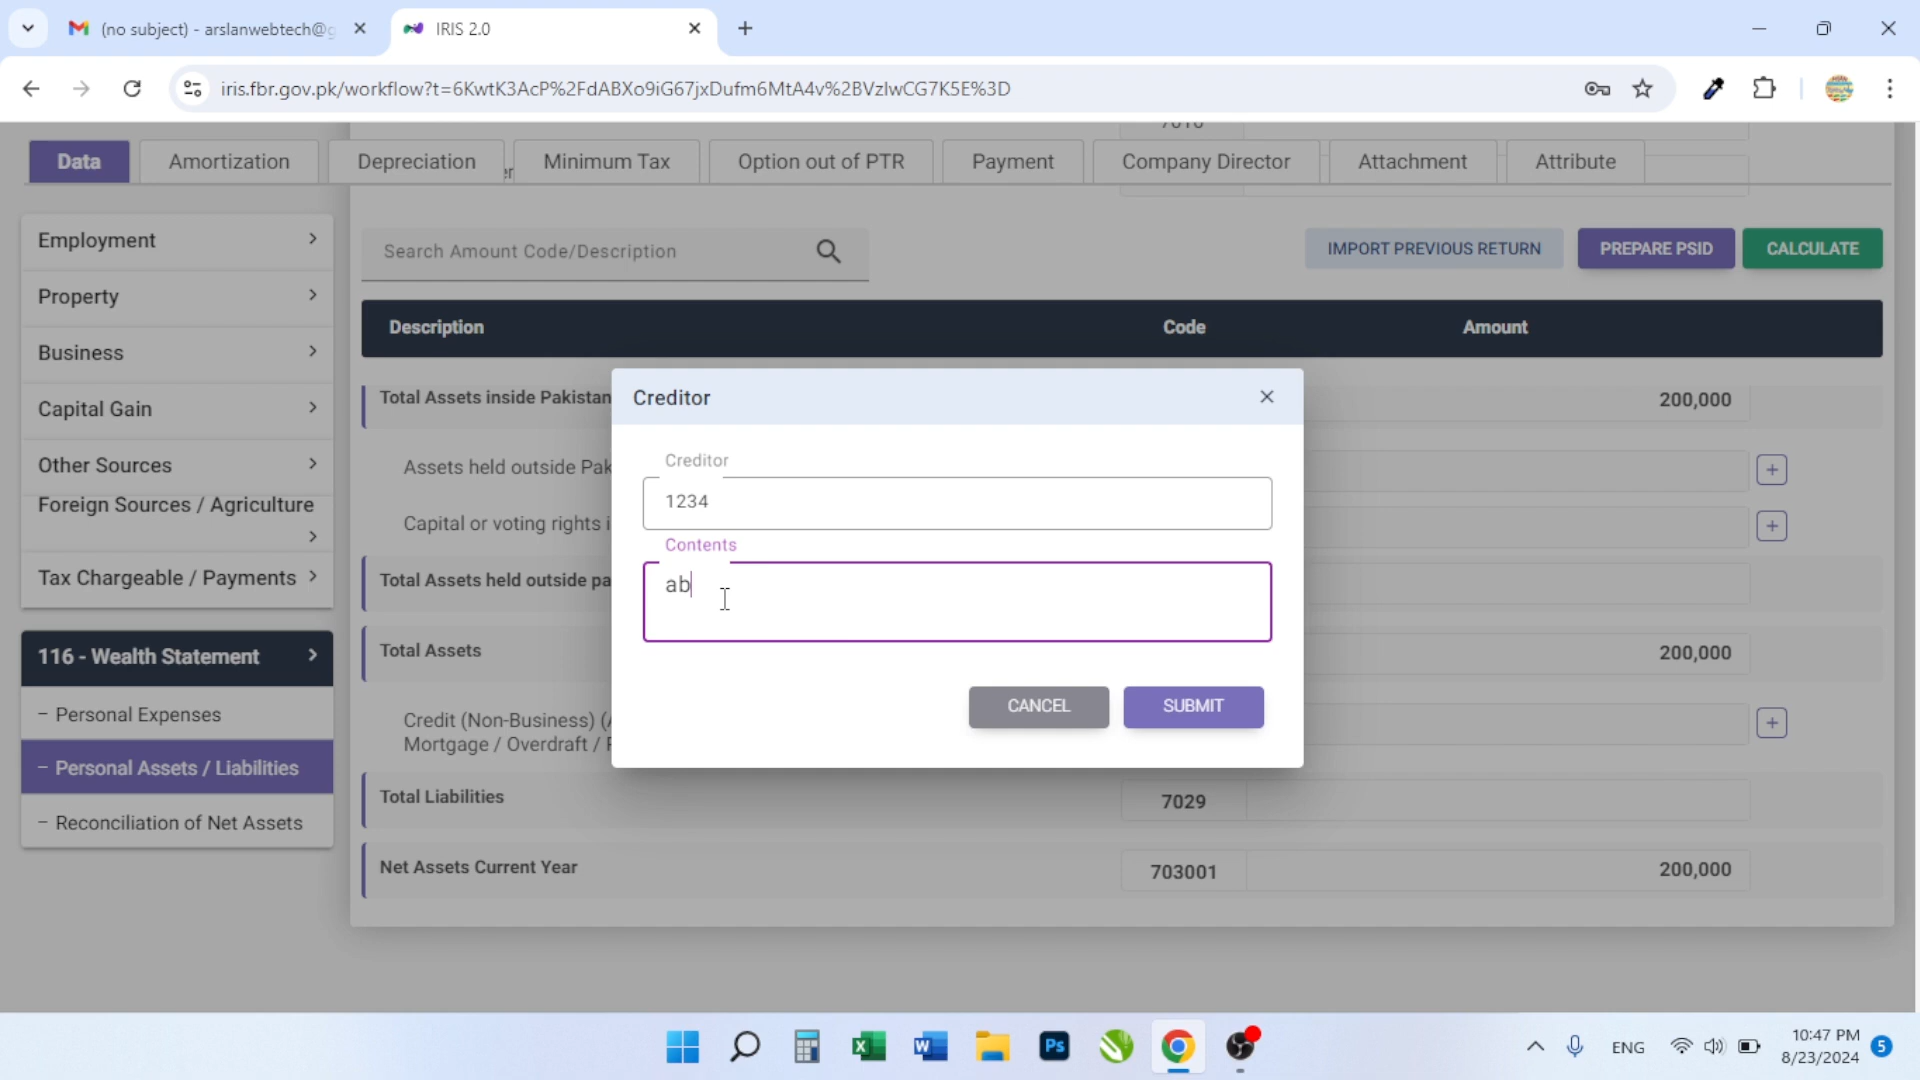 (no subject) - arslanwebtech@g
IRIS 2.0
iris.fbr.gov.pk/workflow?t=6KwtK3AcP%2FdABXo9iG67jxDufm6MtA4v%2BVzIwCG7K5E%3D
Data
Amortization
Depreciation
Minimum Tax
Option out of PTR
Payment
Company Director
Attachment
Attribute
Employment
Property
Business
Capital Gain
Other Sources
Foreign Sources / Agriculture
Tax Chargeable / Payments
116 - Wealth Statement
– Personal Expenses
– Personal Assets / Liabilities
– Reconciliation of Net Assets
Search Amount Code/Description
IMPORT PREVIOUS RETURN
PREPARE PSID
CALCULATE
Description Code Amount
Total Assets inside Pakistan 200,000
Assets held outside Pak
Capital or voting rights i
Total Assets held outside pa
Total Assets 200,000
Credit (Non-Business) (A
Mortgage / Overdraft / P
Total Liabilities 7029
Net Assets Current Year 703001 200,000
Creditor
Creditor
1234
Contents
ab
CANCEL
SUBMIT
Ps
ENG
10:47 PM
8/23/2024
5